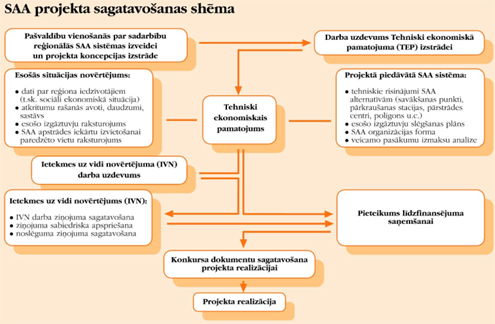 SAA projekta sagatavošanas shēma
Pašvaldību vienošanās par sadarbību
reģionālās SAA sistēmas izveidei
un projekta koncepcijas izstrāde
Darba uzdevums Tehniski ekonomiskā
pamatojuma (TEP) izstrādei
Esošās situācijas novērtējums:
• dati par reģiona iedzīvotājiem
(t.sk. sociāli ekonomiskā situācija)
• atkritumu rašanās avoti, daudzumi,
sastāvs
• esošo izgāztuvju raksturojums
• SAA apstrādes iekārtu izvietošanai
paredzēto vietu raksturojums
Tehniski
ekonomiskais
pamatojums
Projektā piedāvātā SAA sistēma:
• tehniskie risinājumi SAA
alternatīvām (savākšanas punkti,
pārkraušanas stacijas, pārstrādes
centri, poligons u.c.)
• esošo izgāztuvju slēgšanas plāns
• SAA organizācijas forma
• veicamo pasākumu izmaksu analīze
Ietekmes uz vidi novērtējuma (IVN)
darba uzdevums
Ietekmes uz vidi novērtējums (IVN):
• IVN darba ziņojuma sagatavošana
• ziņojuma sabiedriska apspriešana
• noslēguma ziņojuma sagatavošana
Pieteikums līdzfinansējuma
saņemšanai
Konkursa dokumentu sagatavošana
projekta realizācijai
Projekta realizācija